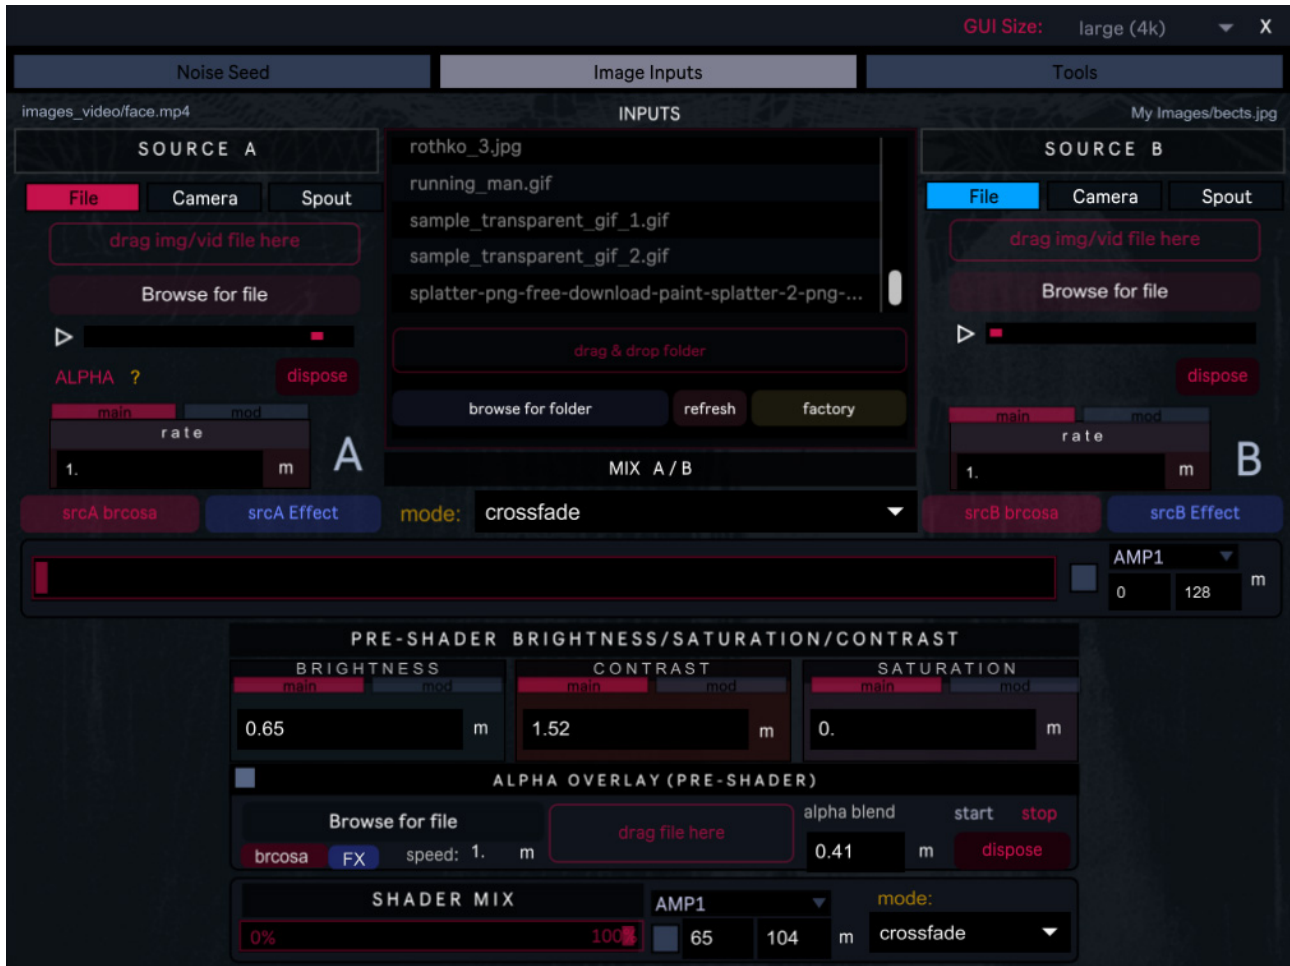 GUI Size: large (4k) X
Noise Seed Image Inputs Tools
images_video/face.mp4 INPUTS My Images/bects.jpg
SOURCE A
File Camera Spout
drag img/vid file here
Browse for file
ALPHA ? dispose
main mod
rate
1. m A
srcA brcosa srcA Effect
rothko_3.jpg
running_man.gif
sample_transparent_gif_1.gif
sample_transparent_gif_2.gif
splatter-png-free-download-paint-splatter-2-png-...
drag & drop folder
browse for folder refresh factory
MIX A/B
mode: crossfade
SOURCE B
File Camera Spout
drag img/vid file here
Browse for file
dispose
main mod
rate
1. m B
srcB brcosa srcB Effect
AMP1
0 128 m
PRE-SHADER BRIGHTNESS/SATURATION/CONTRAST
BRIGHTNESS CONTRAST SATURATION
main mod main mod main mod
0.65 m 1.52 m 0. m
ALPHA OVERLAY (PRE-SHADER)
Browse for file drag file here alpha blend start stop
brcosa FX speed: 1. m 0.41 m dispose
SHADER MIX AMP1 mode:
0% 100% 65 104 m crossfade